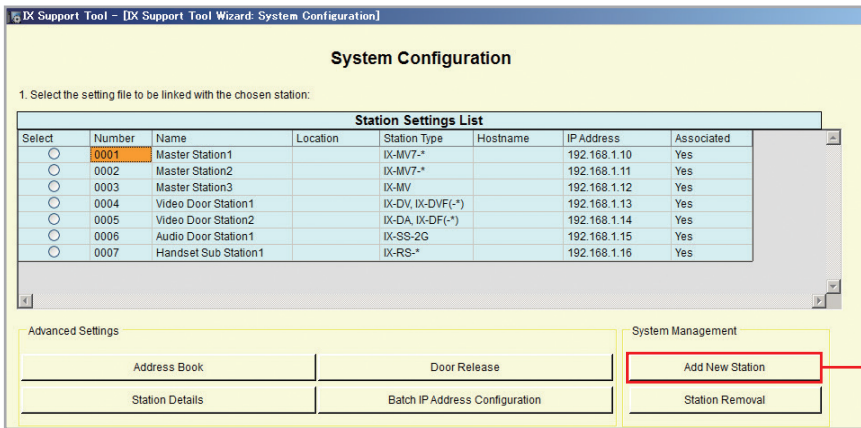 IX Support Tool - [IX Support Tool Wizard: System Configuration]
System Configuration
1. Select the setting file to be linked with the chosen station:
Station Settings List
Select Number Name Location Station Type Hostname IP Address Associated
0001 Master Station1 IX-MV7-* 192.168.1.10 Yes
0002 Master Station2 IX-MV7-* 192.168.1.11 Yes
0003 Master Station3 IX-MV 192.168.1.12 Yes
0004 Video Door Station1 IX-DV, IX-DVF(-*) 192.168.1.13 Yes
0005 Video Door Station2 IX-DA, IX-DF(-*) 192.168.1.14 Yes
0006 Audio Door Station1 IX-SS-2G 192.168.1.15 Yes
0007 Handset Sub Station1 IX-RS-* 192.168.1.16 Yes
Advanced Settings System Management
Address Book Door Release Add New Station
Station Details Batch IP Address Configuration Station Removal